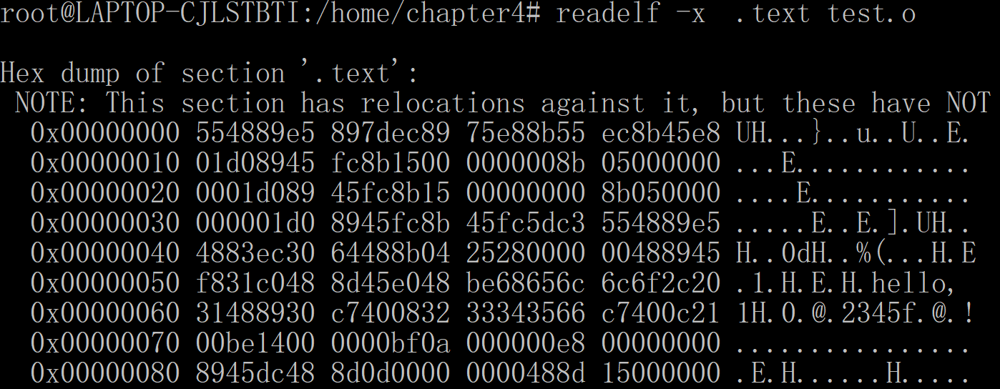 root@LAPTOP-CJLSTBTI:/home/chapter4# readelf -x  .text test.o
Hex dump of section '.text':
 NOTE: This section has relocations against it, but these have NOT
  0x00000000 554889e5 897dec89 75e88b55 ec8b45e8 UH...}..u..U..E.
  0x00000010 01d08945 fc8b1500 0000008b 05000000 ...E............
  0x00000020 0001d089 45fc8b15 00000000 8b050000 ....E...........
  0x00000030 000001d0 8945fc8b 45fc5dc3 554889e5 .....E..E.].UH..
  0x00000040 4883ec30 64488b04 25280000 00488945 H..0dH..%(...H.E
  0x00000050 f831c048 8d45e048 be68656c 6c6f2c20 .1.H.E.H.hello, 
  0x00000060 31488930 c7400832 33343566 c7400c21 1H.0.@.2345f.@.!
  0x00000070 00be1400 0000bf0a 000000e8 00000000 ................
  0x00000080 8945dc48 8d0d0000 0000488d 15000000 .E.H......H.....